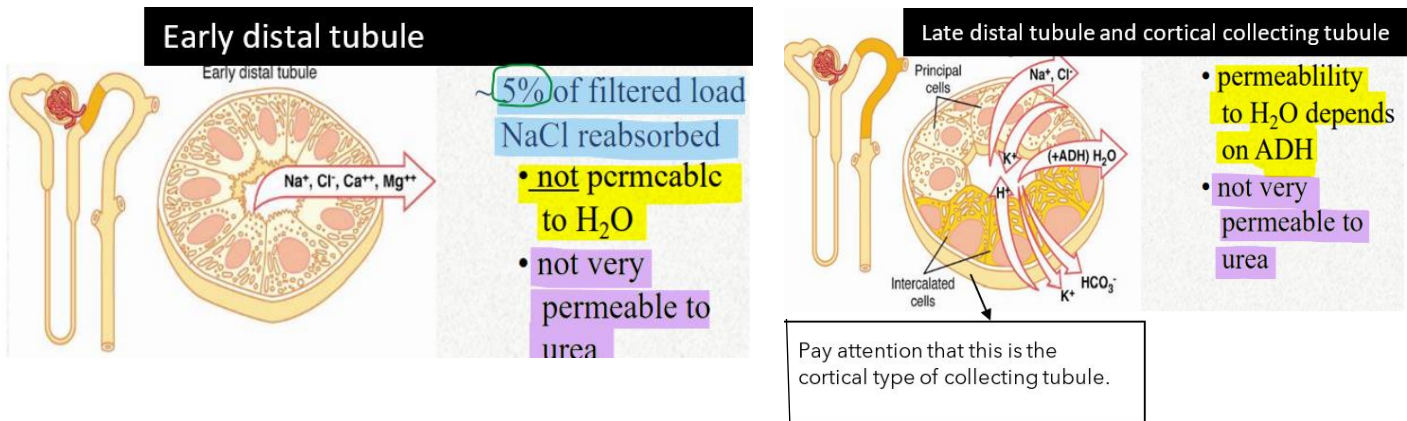 Early distal tubule
Early distal tubule
Na⁺, Cl⁻, Ca⁺⁺, Mg⁺⁺
~ 5% of filtered load
NaCl reabsorbed
• not permeable
to H₂O
• not very
permeable to
urea
Late distal tubule and cortical collecting tubule
Principal
cells
Na⁺, Cl⁻
K⁺
(+ADH) H₂O
H⁺
Intercalated
cells
HCO₃⁻
K⁺
• permeablility
to H₂O depends
on ADH
• not very
permeable to
urea
Pay attention that this is the
cortical type of collecting tubule.